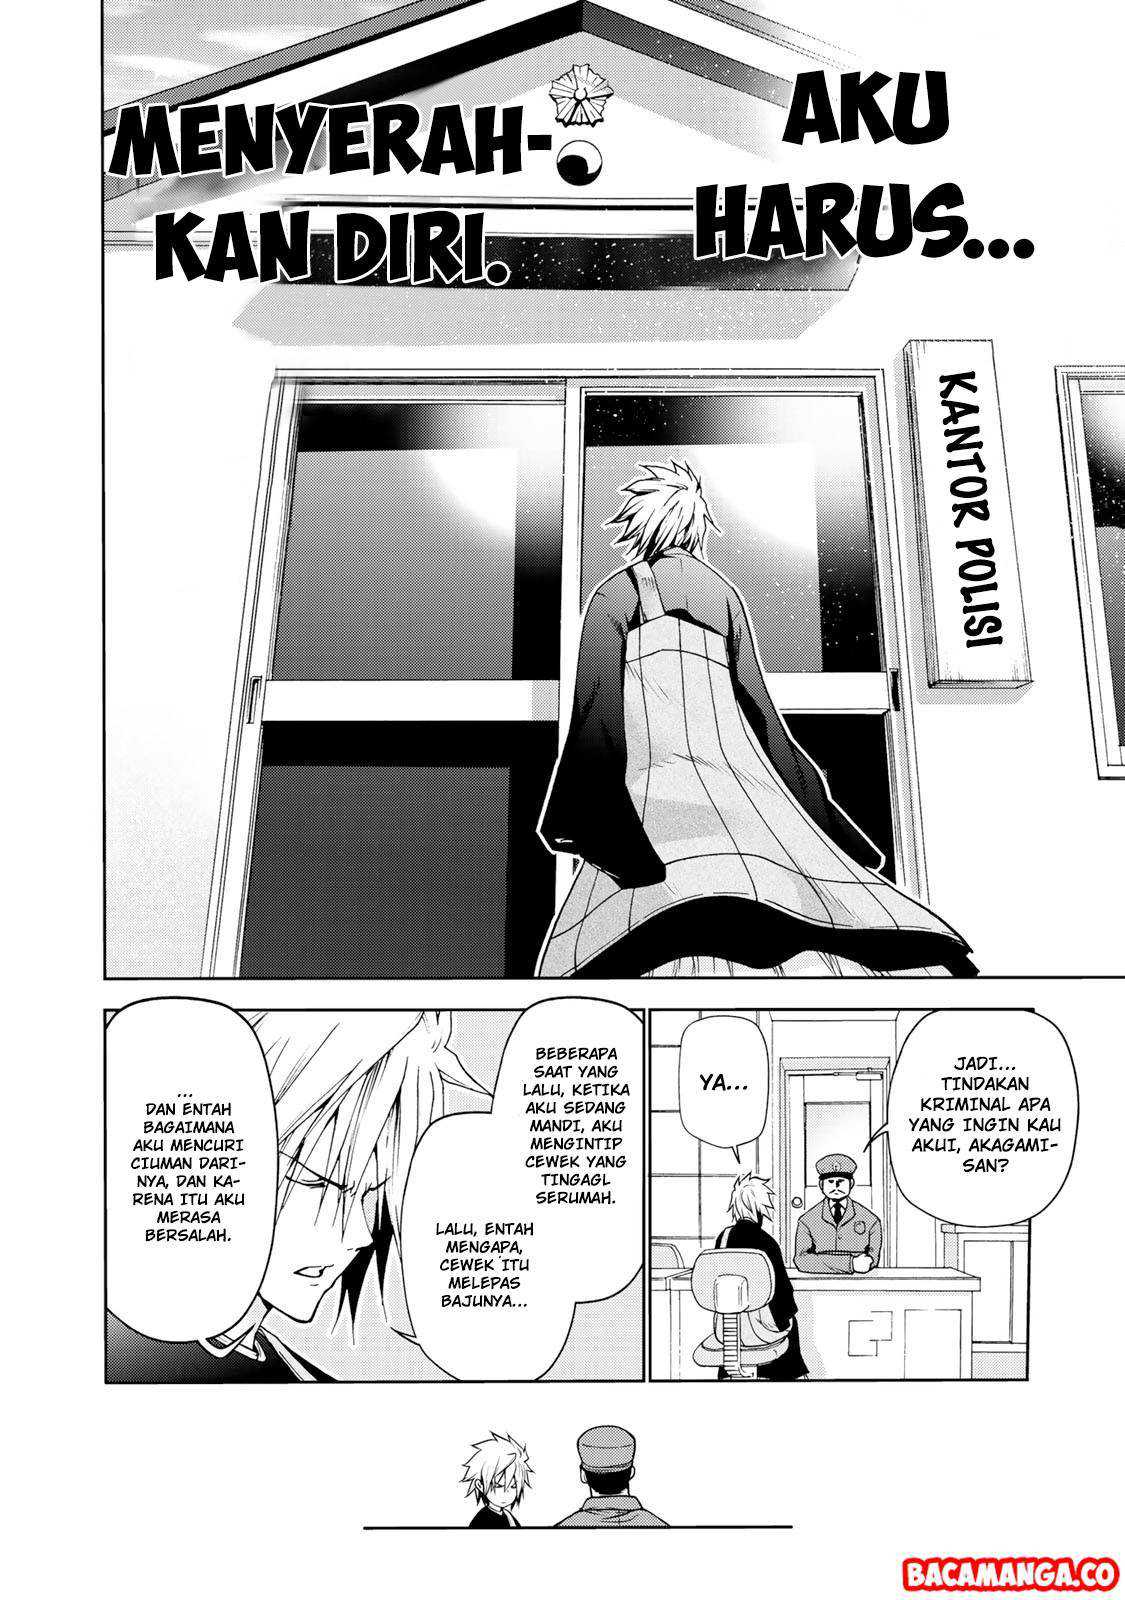 AKU
HARUS...
MENYERAH-
KAN DIRI.
KANTOR POLISI
JADI...
TINDAKAN
KRIMINAL APA
YANG INGIN KAU
AKUI, AKAGAMI-
SAN?
YA...
BEBERAPA
SAAT YANG
LALU, KETIKA
AKU SEDANG
MANDI, AKU
MENGINTIP
CEWEK YANG
TINGAGL
SERUMAH.
LALU, ENTAH
MENGAPA,
CEWEK ITU
MELEPAS
BAJUNYA...
...
DAN ENTAH
BAGAIMANA
AKU MENCURI
CIUMAN DARI-
NYA, DAN KA-
RENA ITU AKU
MERASA
BERSALAH.
BACAMANGA.CO